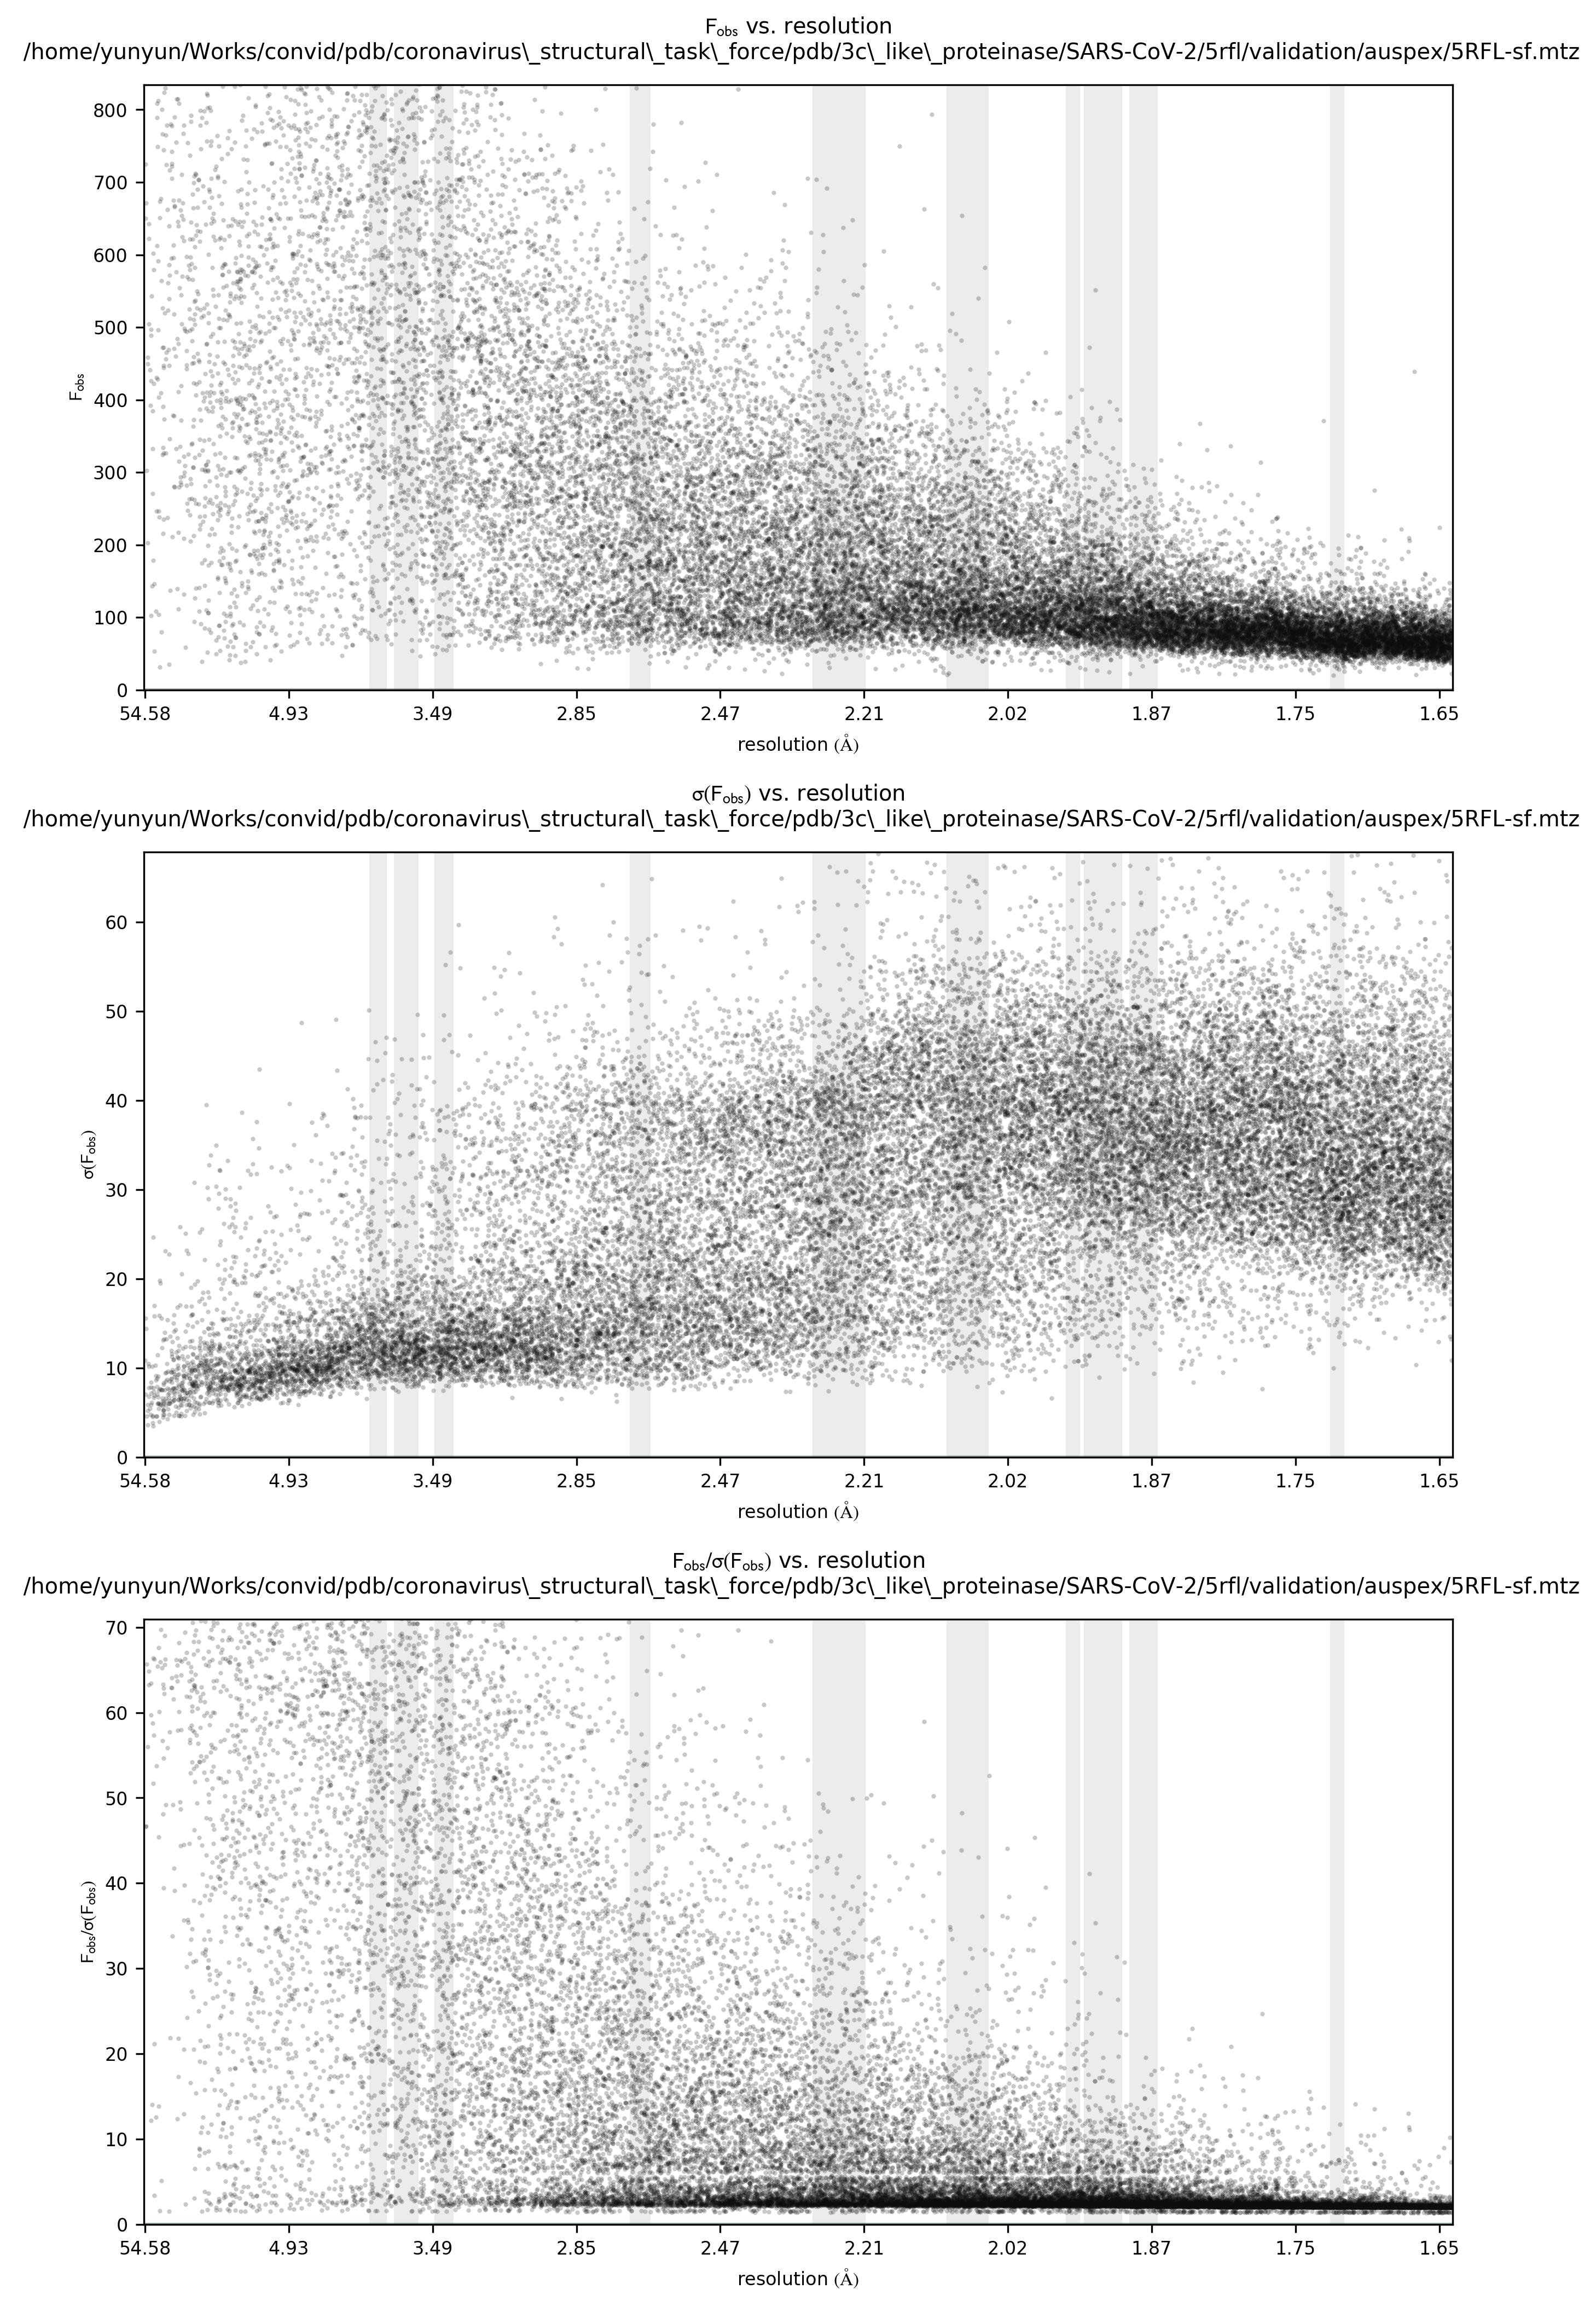 Fobs vs. resolution
/home/yunyun/Works/convid/pdb/coronavirus\_structural\_task\_force/pdb/3c\_like\_proteinase/SARS-CoV-2/5rfl/validation/auspex/5RFL-sf.mtz
800
700
600
500
400
300
200
100
0
Fobs
54.58 4.93 3.49 2.85 2.47 2.21 2.02 1.87 1.75 1.65
resolution (Å)
σ(Fobs) vs. resolution
/home/yunyun/Works/convid/pdb/coronavirus\_structural\_task\_force/pdb/3c\_like\_proteinase/SARS-CoV-2/5rfl/validation/auspex/5RFL-sf.mtz
60
50
40
30
20
10
0
σ(Fobs)
54.58 4.93 3.49 2.85 2.47 2.21 2.02 1.87 1.75 1.65
resolution (Å)
Fobs/σ(Fobs) vs. resolution
/home/yunyun/Works/convid/pdb/coronavirus\_structural\_task\_force/pdb/3c\_like\_proteinase/SARS-CoV-2/5rfl/validation/auspex/5RFL-sf.mtz
70
60
50
40
30
20
10
0
Fobs/σ(Fobs)
54.58 4.93 3.49 2.85 2.47 2.21 2.02 1.87 1.75 1.65
resolution (Å)